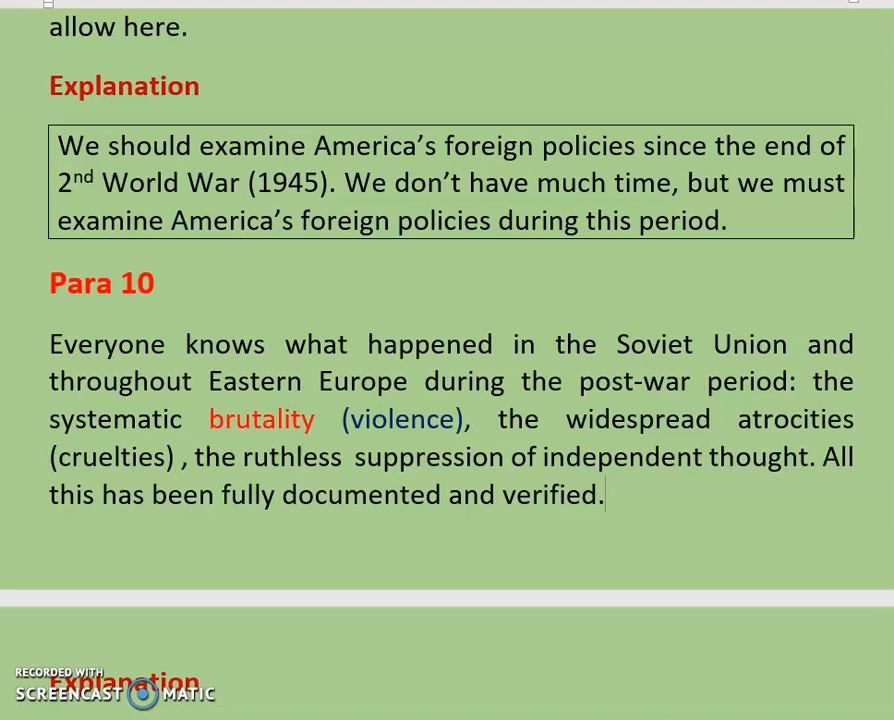 allow here.
Explanation
We should examine America’s foreign policies since the end of
2nd World War (1945). We don’t have much time, but we must
examine America’s foreign policies during this period.
Para 10
Everyone knows what happened in the Soviet Union and
throughout Eastern Europe during the post-war period: the
systematic brutality (violence), the widespread atrocities
(cruelties) , the ruthless suppression of independent thought. All
this has been fully documented and verified.
Explanation
RECORDED WITH
SCREENCAST MATIC